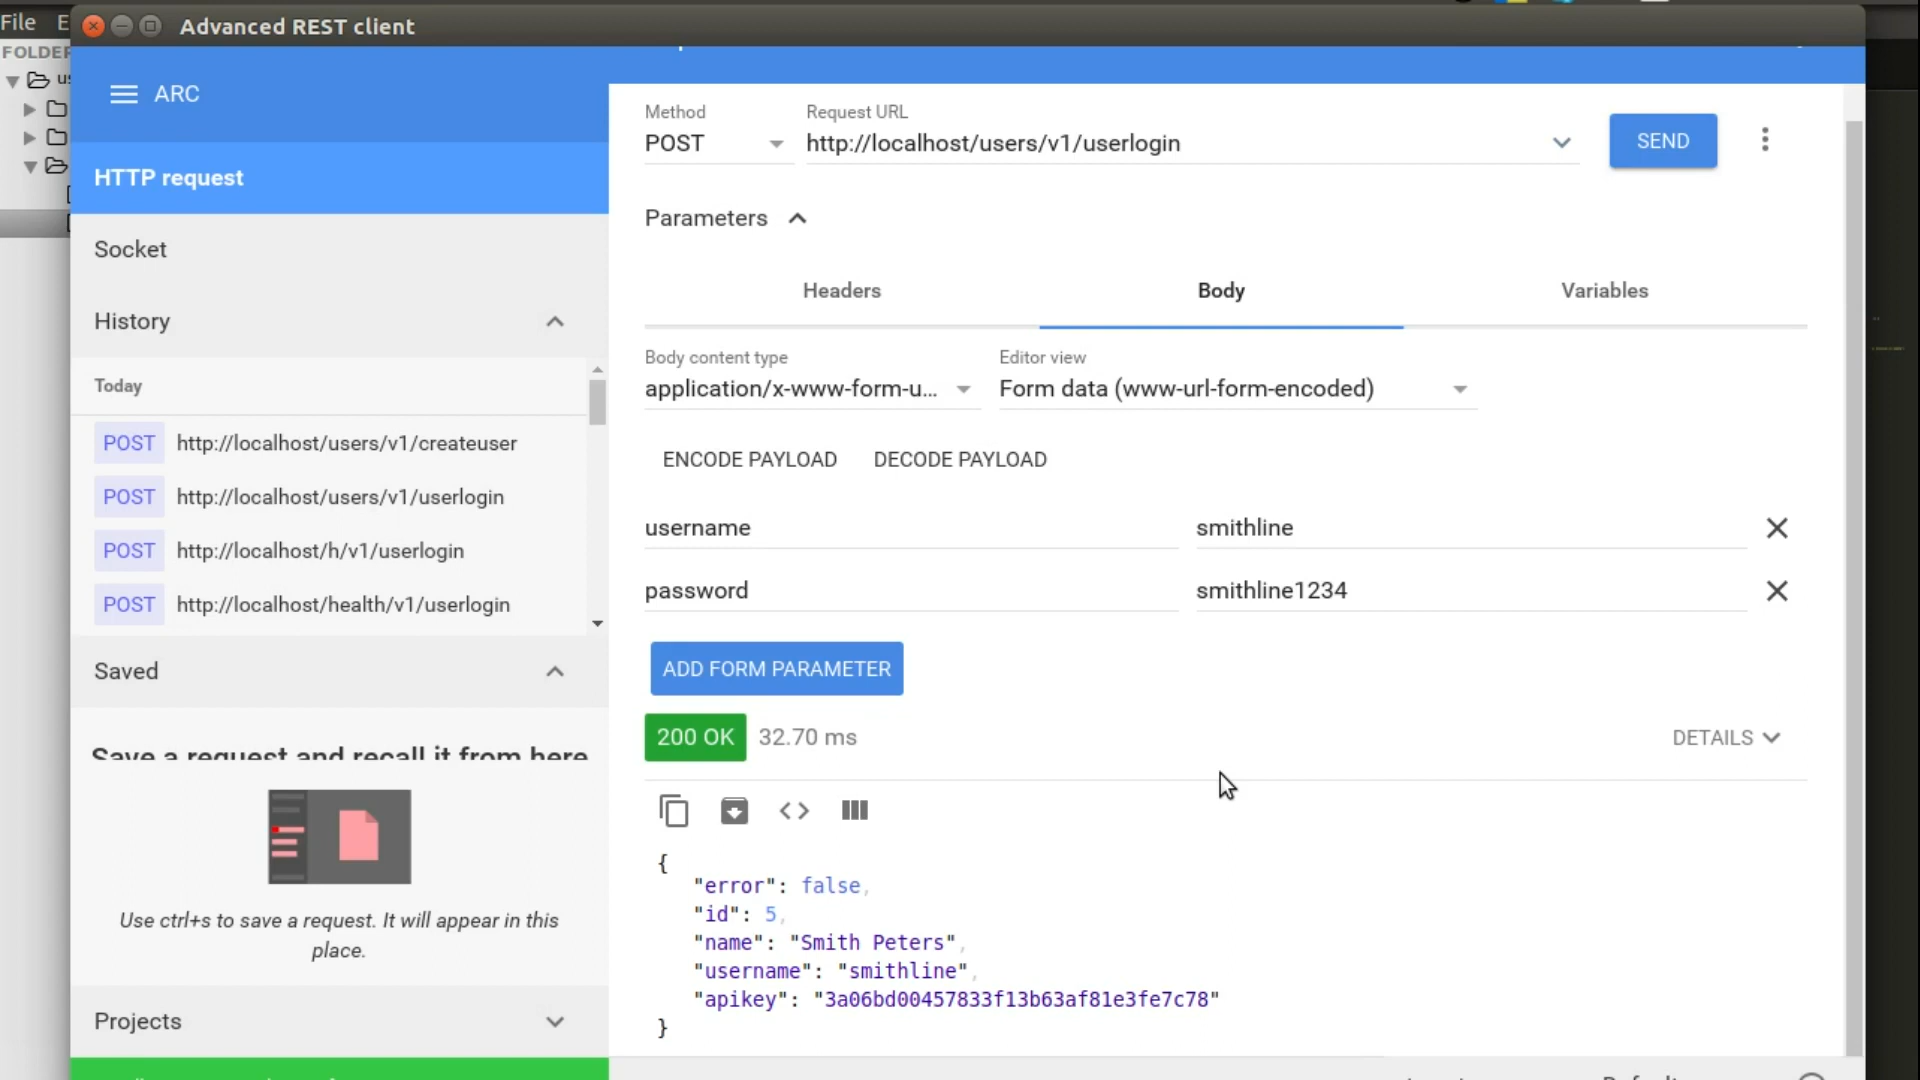 File E
Advanced REST client
FOLDER
us
ARC
HTTP request
Socket
History
Today
POST http://localhost/users/v1/createuser
POST http://localhost/users/v1/userlogin
POST http://localhost/h/v1/userlogin
POST http://localhost/health/v1/userlogin
Saved
Save a request and recall it from here
Use ctrl+s to save a request. It will appear in this
place.
Projects
Method
POST
Request URL
http://localhost/users/v1/userlogin
SEND
Parameters
Headers
Body
Variables
Body content type
application/x-www-form-u...
Editor view
Form data (www-url-form-encoded)
ENCODE PAYLOAD DECODE PAYLOAD
username smithline
password smithline1234
ADD FORM PARAMETER
200 OK 32.70 ms
DETAILS
{
"error": false,
"id": 5,
"name": "Smith Peters",
"username": "smithline",
"apikey": "3a06bd00457833f13b63af81e3fe7c78"
}